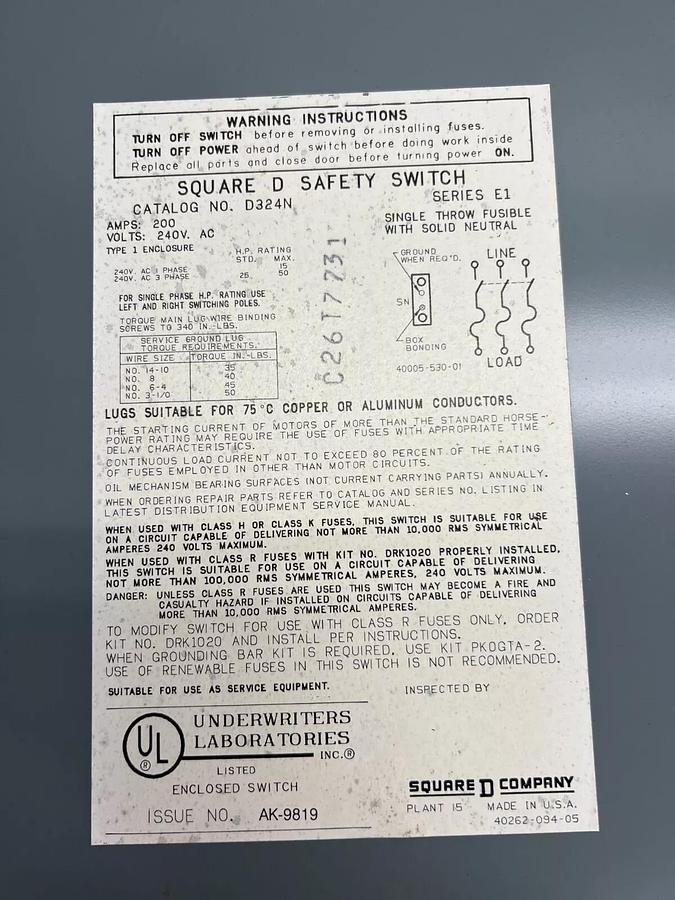 WARNING INSTRUCTIONS
TURN OFF SWITCH before removing or installing fuses.
TURN OFF POWER ahead of switch before doing work inside
Replace all parts and close door before turning power ON.
SQUARE D SAFETY SWITCH
CATALOG NO. D324N
SERIES E1
AMPS: 200
VOLTS: 240V. AC
SINGLE THROW FUSIBLE
WITH SOLID NEUTRAL
TYPE 1 ENCLOSURE
H.P. RATING
STD. MAX.
240V. AC 1 PHASE 15
240V. AC 3 PHASE 25 50
FOR SINGLE PHASE H.P. RATING USE
LEFT AND RIGHT SWITCHING POLES.
TORQUE MAIN LUG WIRE BINDING
SCREWS TO 340 IN.-LBS.
SERVICE GROUND LUG
TORQUE REQUIREMENTS.
WIRE SIZE TORQUE IN.-LBS.
NO. 14-10 35
NO. 8 40
NO. 6-4 45
NO. 3-1/0 50
C26T7731
GROUND
WHEN REQ'D.
LINE
SN
BOX
BONDING
LOAD
40005-530-01
LUGS SUITABLE FOR 75°C COPPER OR ALUMINUM CONDUCTORS.
THE STARTING CURRENT OF MOTORS OF MORE THAN THE STANDARD HORSE-
POWER RATING MAY REQUIRE THE USE OF FUSES WITH APPROPRIATE TIME
DELAY CHARACTERISTICS.
CONTINUOUS LOAD CURRENT NOT TO EXCEED 80 PERCENT OF THE RATING
OF FUSES EMPLOYED IN OTHER THAN MOTOR CIRCUITS.
OIL MECHANISM BEARING SURFACES (NOT CURRENT CARRYING PARTS) ANNUALLY.
WHEN ORDERING REPAIR PARTS REFER TO CATALOG AND SERIES NO. LISTING IN
LATEST DISTRIBUTION EQUIPMENT SERVICE MANUAL.
WHEN USED WITH CLASS H OR CLASS K FUSES, THIS SWITCH IS SUITABLE FOR USE
ON A CIRCUIT CAPABLE OF DELIVERING NOT MORE THAN 10,000 RMS SYMMETRICAL
AMPERES 240 VOLTS MAXIMUM.
WHEN USED WITH CLASS R FUSES WITH KIT NO. DRK1020 PROPERLY INSTALLED,
THIS SWITCH IS SUITABLE FOR USE ON A CIRCUIT CAPABLE OF DELIVERING
NOT MORE THAN 100,000 RMS SYMMETRICAL AMPERES, 240 VOLTS MAXIMUM.
DANGER: UNLESS CLASS R FUSES ARE USED THIS SWITCH MAY BECOME A FIRE AND
CASUALTY HAZARD IF INSTALLED ON CIRCUITS CAPABLE OF DELIVERING
MORE THAN 10,000 RMS SYMMETRICAL AMPERES.
TO MODIFY SWITCH FOR USE WITH CLASS R FUSES ONLY, ORDER
KIT NO. DRK1020 AND INSTALL PER INSTRUCTIONS.
WHEN GROUNDING BAR KIT IS REQUIRED, USE KIT PK0GTA-2.
USE OF RENEWABLE FUSES IN THIS SWITCH IS NOT RECOMMENDED.
SUITABLE FOR USE AS SERVICE EQUIPMENT.
INSPECTED BY
UL
®
UNDERWRITERS
LABORATORIES
INC.®
LISTED
ENCLOSED SWITCH
ISSUE NO. AK-9819
SQUARE D COMPANY
PLANT 15 MADE IN U.S.A.
40262-094-05